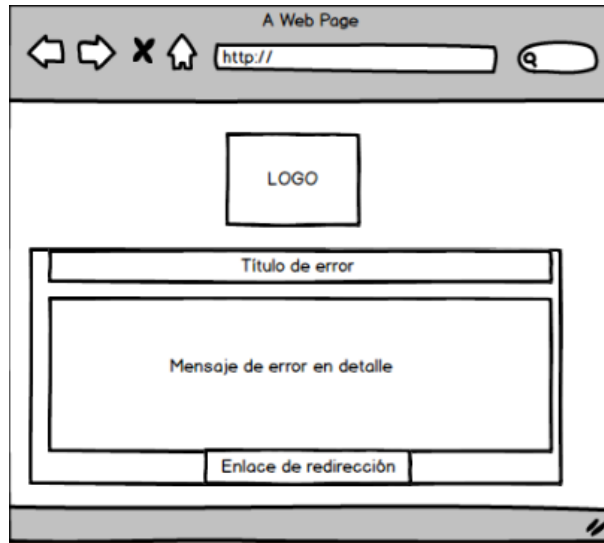 A Web Page
http://
LOGO
Título de error
Mensaje de error en detalle
Enlace de redirección